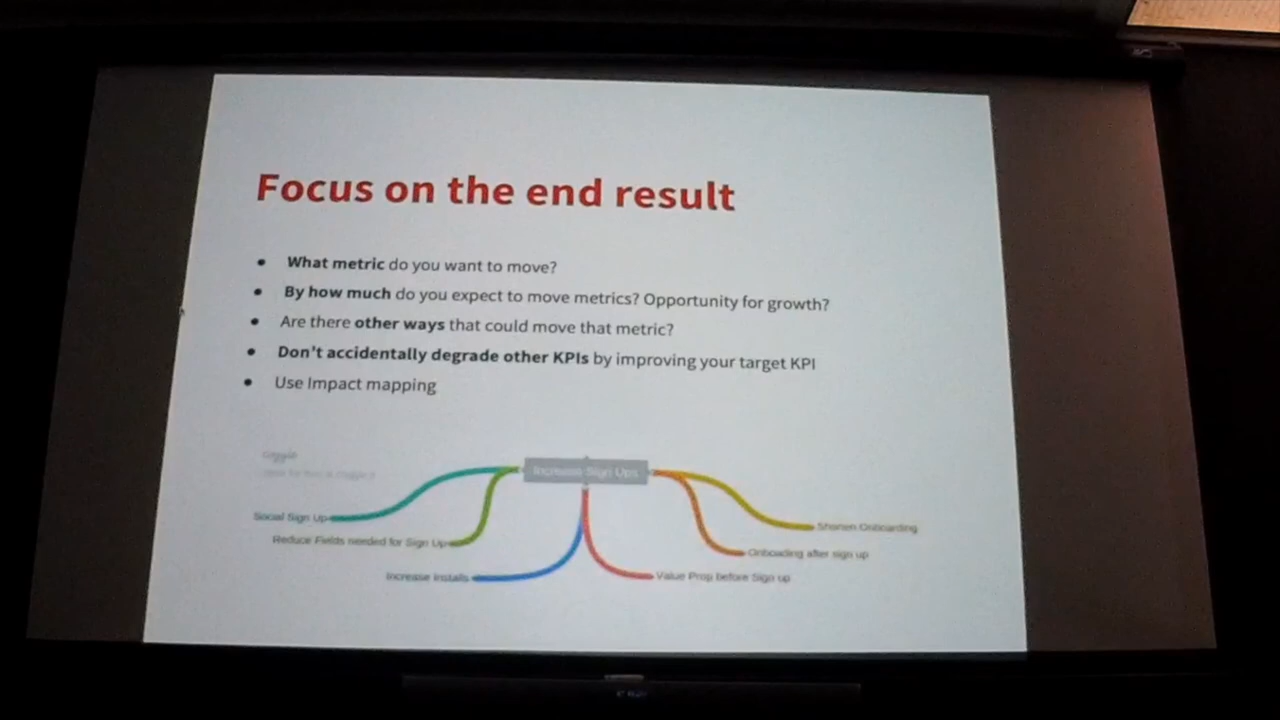 Focus on the end result
What metric do you want to move?
By how much do you expect to move metrics? Opportunity for growth?
Are there other ways that could move that metric?
Don't accidentally degrade other KPIs by improving your target KPI
Use Impact mapping
Increase Sign Ups
Social Sign Up
Shorten Onboarding
Reduce Fields needed for Sign Up
Onboading after sign up
Increase Installs
Value Prop before Sign up